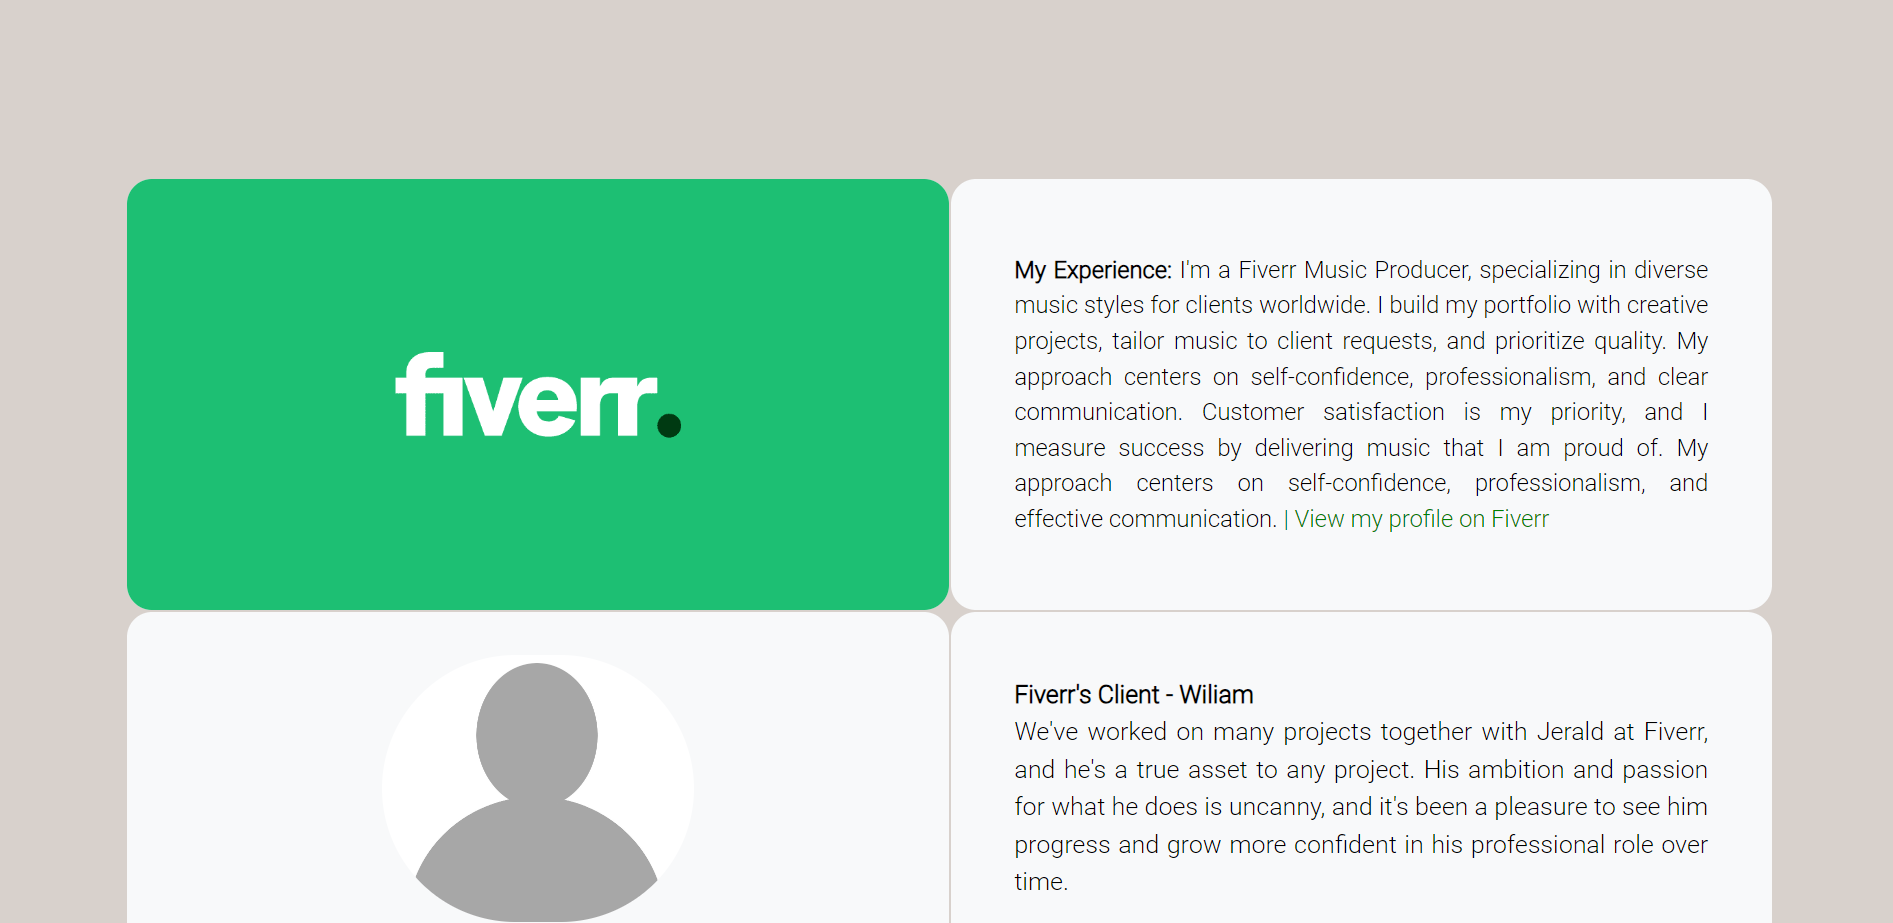 fiverr.
My Experience: I'm a Fiverr Music Producer, specializing in diverse
music styles for clients worldwide. I build my portfolio with creative
projects, tailor music to client requests, and prioritize quality. My
approach centers on self-confidence, professionalism, and clear
communication. Customer satisfaction is my priority, and I
measure success by delivering music that I am proud of. My
approach centers on self-confidence, professionalism, and
effective communication. | View my profile on Fiverr
Fiverr's Client - Wiliam
We've worked on many projects together with Jerald at Fiverr,
and he's a true asset to any project. His ambition and passion
for what he does is uncanny, and it's been a pleasure to see him
progress and grow more confident in his professional role over
time.